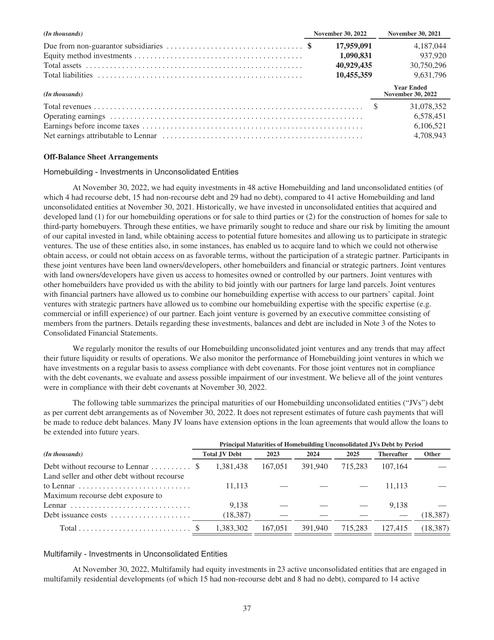 (In thousands) November 30, 2022 November 30, 2021
Due from non-guarantor subsidiaries . . . . . . . . . . . . . . . . . . . . . . . . . . . . . . . . . . $ 17,959,091 4,187,044
Equity method investments . . . . . . . . . . . . . . . . . . . . . . . . . . . . . . . . . . . . . . . . . . 1,090,831 937,920
Total assets . . . . . . . . . . . . . . . . . . . . . . . . . . . . . . . . . . . . . . . . . . . . . . . . . . . . . . 40,929,435 30,750,296
Total liabilities . . . . . . . . . . . . . . . . . . . . . . . . . . . . . . . . . . . . . . . . . . . . . . . . . . . 10,455,359 9,631,796
(In thousands) Year Ended
November 30, 2022
Total revenues . . . . . . . . . . . . . . . . . . . . . . . . . . . . . . . . . . . . . . . . . . . . . . . . . . . . . . . . . . . . . . . . . . . $ 31,078,352
Operating earnings . . . . . . . . . . . . . . . . . . . . . . . . . . . . . . . . . . . . . . . . . . . . . . . . . . . . . . . . . . . . . . . 6,578,451
Earnings before income taxes . . . . . . . . . . . . . . . . . . . . . . . . . . . . . . . . . . . . . . . . . . . . . . . . . . . . . . . 6,106,521
Net earnings attributable to Lennar . . . . . . . . . . . . . . . . . . . . . . . . . . . . . . . . . . . . . . . . . . . . . . . . . . 4,708,943
Off-Balance Sheet Arrangements
Homebuilding - Investments in Unconsolidated Entities
At November 30, 2022, we had equity investments in 48 active Homebuilding and land unconsolidated entities (of
which 4 had recourse debt, 15 had non-recourse debt and 29 had no debt), compared to 41 active Homebuilding and land
unconsolidated entities at November 30, 2021. Historically, we have invested in unconsolidated entities that acquired and
developed land (1) for our homebuilding operations or for sale to third parties or (2) for the construction of homes for sale to
third-party homebuyers. Through these entities, we have primarily sought to reduce and share our risk by limiting the amount
of our capital invested in land, while obtaining access to potential future homesites and allowing us to participate in strategic
ventures. The use of these entities also, in some instances, has enabled us to acquire land to which we could not otherwise
obtain access, or could not obtain access on as favorable terms, without the participation of a strategic partner. Participants in
these joint ventures have been land owners/developers, other homebuilders and financial or strategic partners. Joint ventures
with land owners/developers have given us access to homesites owned or controlled by our partners. Joint ventures with
other homebuilders have provided us with the ability to bid jointly with our partners for large land parcels. Joint ventures
with financial partners have allowed us to combine our homebuilding expertise with access to our partners' capital. Joint
ventures with strategic partners have allowed us to combine our homebuilding expertise with the specific expertise (e.g.
commercial or infill experience) of our partner. Each joint venture is governed by an executive committee consisting of
members from the partners. Details regarding these investments, balances and debt are included in Note 3 of the Notes to
Consolidated Financial Statements.
We regularly monitor the results of our Homebuilding unconsolidated joint ventures and any trends that may affect
their future liquidity or results of operations. We also monitor the performance of Homebuilding joint ventures in which we
have investments on a regular basis to assess compliance with debt covenants. For those joint ventures not in compliance
with the debt covenants, we evaluate and assess possible impairment of our investment. We believe all of the joint ventures
were in compliance with their debt covenants at November 30, 2022.
The following table summarizes the principal maturities of our Homebuilding unconsolidated entities ("JVs") debt
as per current debt arrangements as of November 30, 2022. It does not represent estimates of future cash payments that will
be made to reduce debt balances. Many JV loans have extension options in the loan agreements that would allow the loans to
be extended into future years.
Principal Maturities of Homebuilding Unconsolidated JVs Debt by Period
(In thousands) Total JV Debt 2023 2024 2025 Thereafter Other
Debt without recourse to Lennar . . . . . . . . . . $ 1,381,438 167,051 391,940 715,283 107,164 —
Land seller and other debt without recourse
to Lennar . . . . . . . . . . . . . . . . . . . . . . . . . . . . 11,113 — — — 11,113 —
Maximum recourse debt exposure to
Lennar . . . . . . . . . . . . . . . . . . . . . . . . . . . . . . 9,138 — — — 9,138 —
Debt issuance costs . . . . . . . . . . . . . . . . . . . . (18,387) — — — — (18,387)
Total . . . . . . . . . . . . . . . . . . . . . . . . . . . . $ 1,383,302 167,051 391,940 715,283 127,415 (18,387)
Multifamily - Investments in Unconsolidated Entities
At November 30, 2022, Multifamily had equity investments in 23 active unconsolidated entities that are engaged in
multifamily residential developments (of which 15 had non-recourse debt and 8 had no debt), compared to 14 active
37